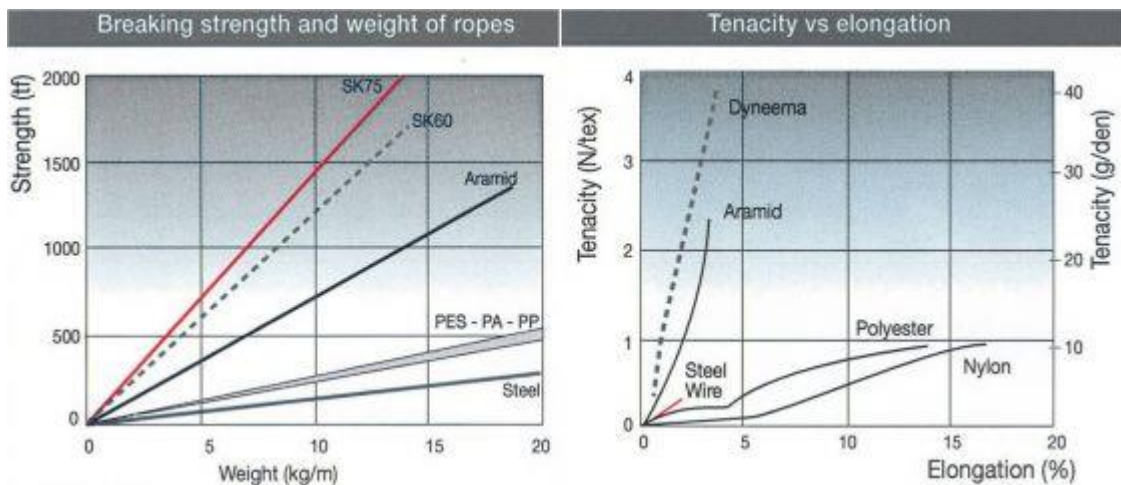 Breaking strength and weight of ropes
Strength (tf)
2000
1500
1000
500
0
SK75
SK60
Aramid
PES - PA - PP
Steel
0 5 10 15 20
Weight (kg/m)
Tenacity vs elongation
Tenacity (N/tex)
4
3
2
1
0
Dyneema
Aramid
Polyester
Steel
Wire
Nylon
40
30
20
10
Tenacity (g/den)
0 5 10 15 20
Elongation (%)